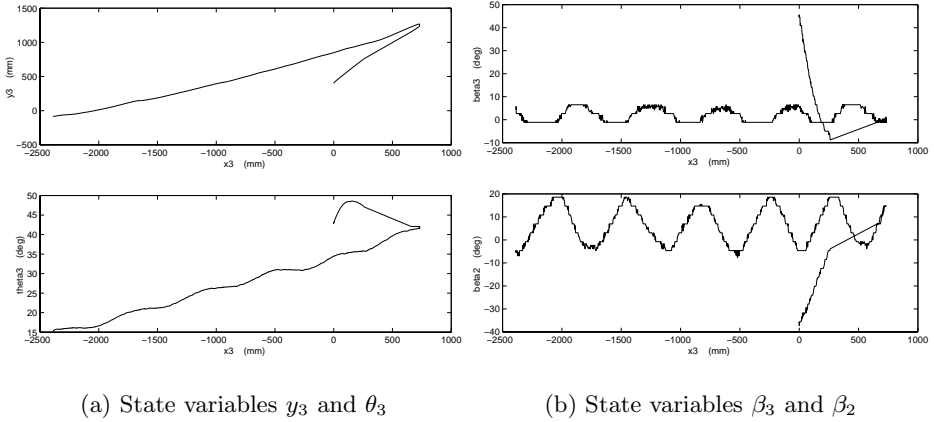 1500
1000
500
0
−500
y3 (mm)
−2500 −2000 −1500 −1000 −500 0 500 1000
x3 (mm)
50
45
40
35
30
25
20
15
theta3 (deg)
−2500 −2000 −1500 −1000 −500 0 500 1000
x3 (mm)
(a) State variables y₃ and θ₃
50
40
30
20
10
0
−10
beta3 (deg)
−2500 −2000 −1500 −1000 −500 0 500 1000
x3 (mm)
20
10
0
−10
−20
−30
−40
beta2 (deg)
−2500 −2000 −1500 −1000 −500 0 500 1000
x3 (mm)
(b) State variables β₃ and β₂